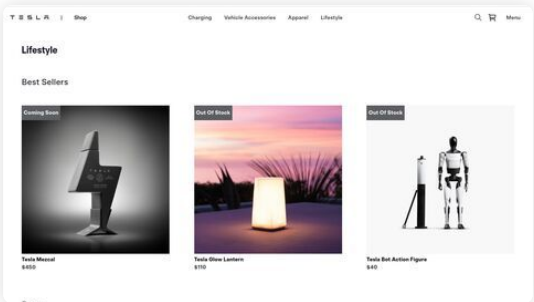 TESLA | Shop
Charging Vehicle Accessories Apparel Lifestyle
Menu
Lifestyle
Best Sellers
Coming Soon
TESLA
Tesla Mezcal
$450
Out Of Stock
Tesla Glow Lantern
$110
Out Of Stock
Tesla Bot Action Figure
$40